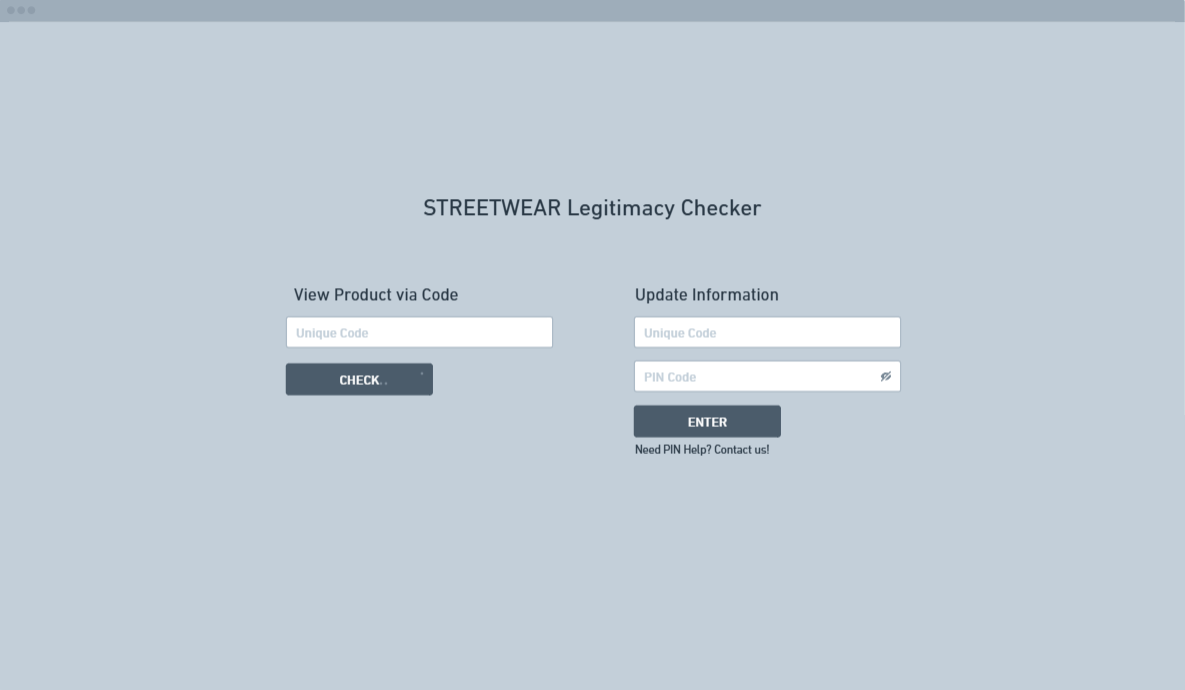 STREETWEAR Legitimacy Checker
View Product via Code
Unique Code
CHECK
Update Information
Unique Code
PIN Code
ENTER
Need PIN Help? Contact us!